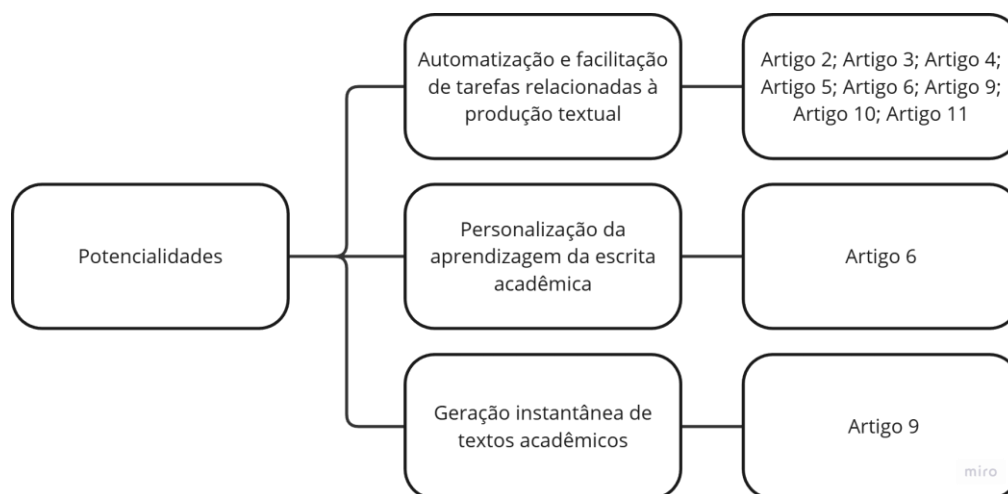 Automatização e facilitação
de tarefas relacionadas à
produção textual
Artigo 2; Artigo 3; Artigo 4;
Artigo 5; Artigo 6; Artigo 9;
Artigo 10; Artigo 11
Potencialidades
Personalização da
aprendizagem da escrita
acadêmica
Artigo 6
Geração instantânea de
textos acadêmicos
Artigo 9
miro